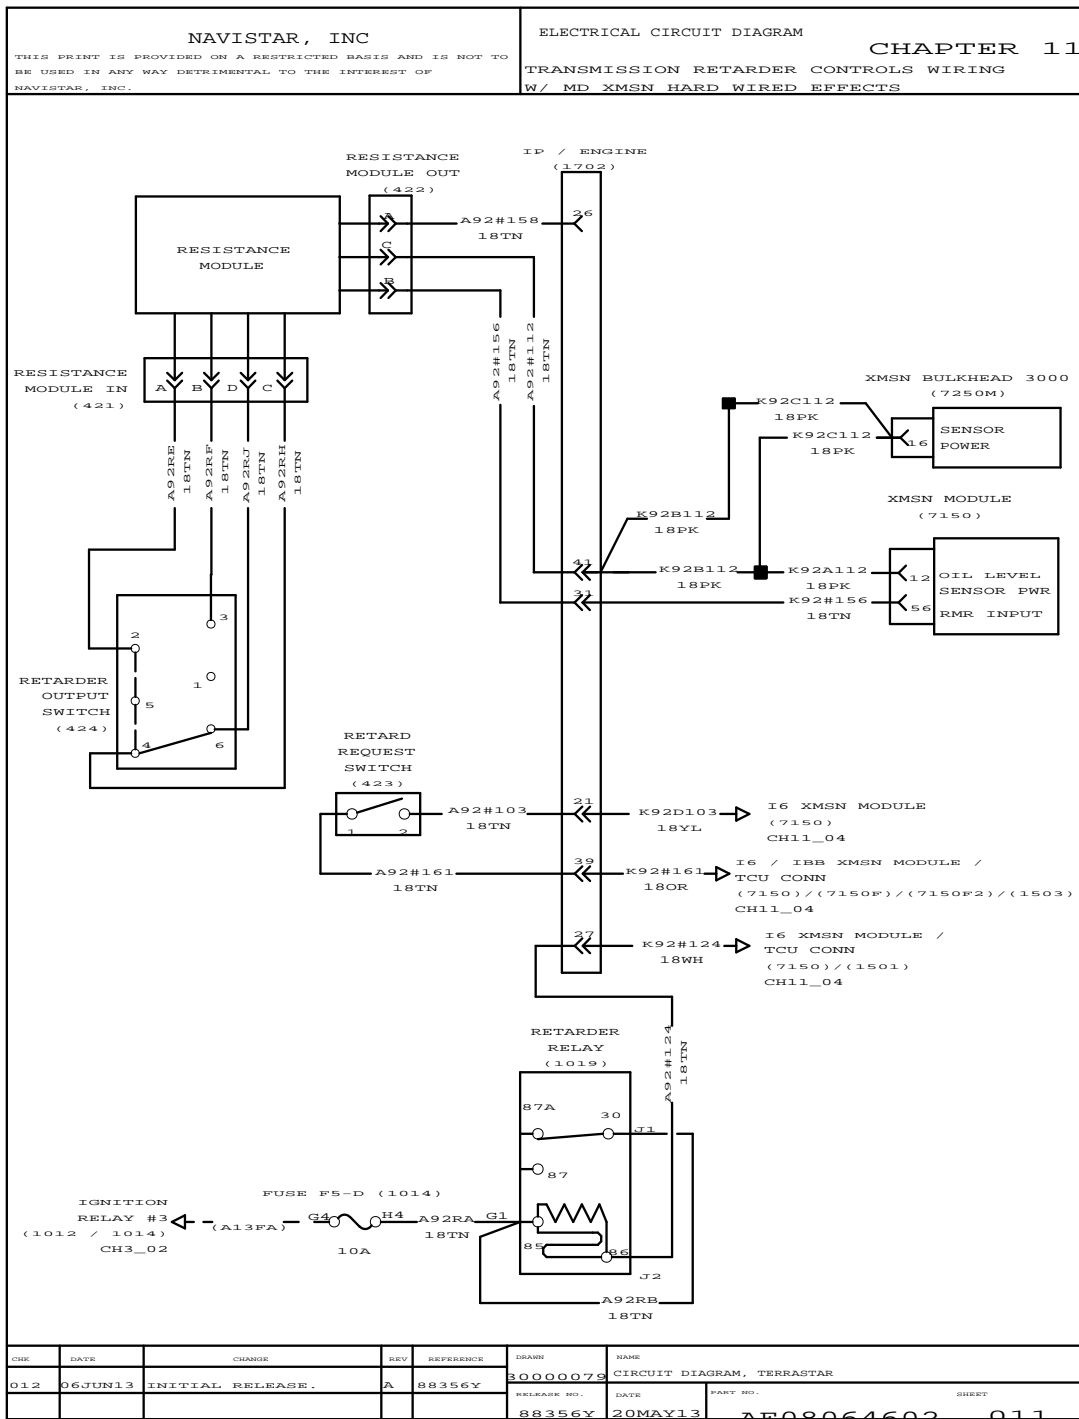 NAVISTAR, INC
THIS PRINT IS PROVIDED ON A RESTRICTED BASIS AND IS NOT TO
BE USED IN ANY WAY DETRIMENTAL TO THE INTEREST OF
NAVISTAR, INC.
ELECTRICAL CIRCUIT DIAGRAM
CHAPTER 11
TRANSMISSION RETARDER CONTROLS WIRING
W/ MD XMSN HARD WIRED EFFECTS
RESISTANCE
MODULE OUT
(422)
IP / ENGINE
(1702)
RESISTANCE
MODULE
A
C
B
A92#158
18TN
26
A92#156
18TN
A92#112
18TN
RESISTANCE
MODULE IN
(421)
A
B
D
C
A92RE
18TN
A92RF
18TN
A92RJ
18TN
A92RH
18TN
XMSN BULKHEAD 3000
(7250M)
K92C112
18PK
K92C112
18PK
16
SENSOR
POWER
XMSN MODULE
(7150)
K92B112
18PK
41
K92B112
18PK
K92A112
18PK
12
OIL LEVEL
SENSOR PWR
31
K92#156
18TN
56
RMR INPUT
RETARDER
OUTPUT
SWITCH
(424)
2
3
1
5
4
6
RETARD
REQUEST
SWITCH
(423)
1
2
A92#103
18TN
21
K92D103
18YL
I6 XMSN MODULE
(7150)
CH11_04
A92#161
18TN
39
K92#161
18OR
I6 / IBB XMSN MODULE /
TCU CONN
(7150)/(7150F)/(7150F2)/(1503)
CH11_04
27
K92#124
18WH
I6 XMSN MODULE /
TCU CONN
(7150)/(1501)
CH11_04
RETARDER
RELAY
(1019)
A92#124
18TN
87A
30
J1
87
IGNITION
RELAY #3
(1012 / 1014)
CH3_02
(A13FA)
FUSE F5-D (1014)
G4
H4
10A
A92RA
18TN
G1
85
86
J2
A92RB
18TN
CHK
DATE
CHANGE
REV
REFERENCE
012
06JUN13
INITIAL RELEASE.
A
88356Y
DRAWN
30000079
NAME
CIRCUIT DIAGRAM, TERRASTAR
RELEASE NO.
88356Y
DATE
20MAY13
PART NO.
AE08064602
SHEET
011